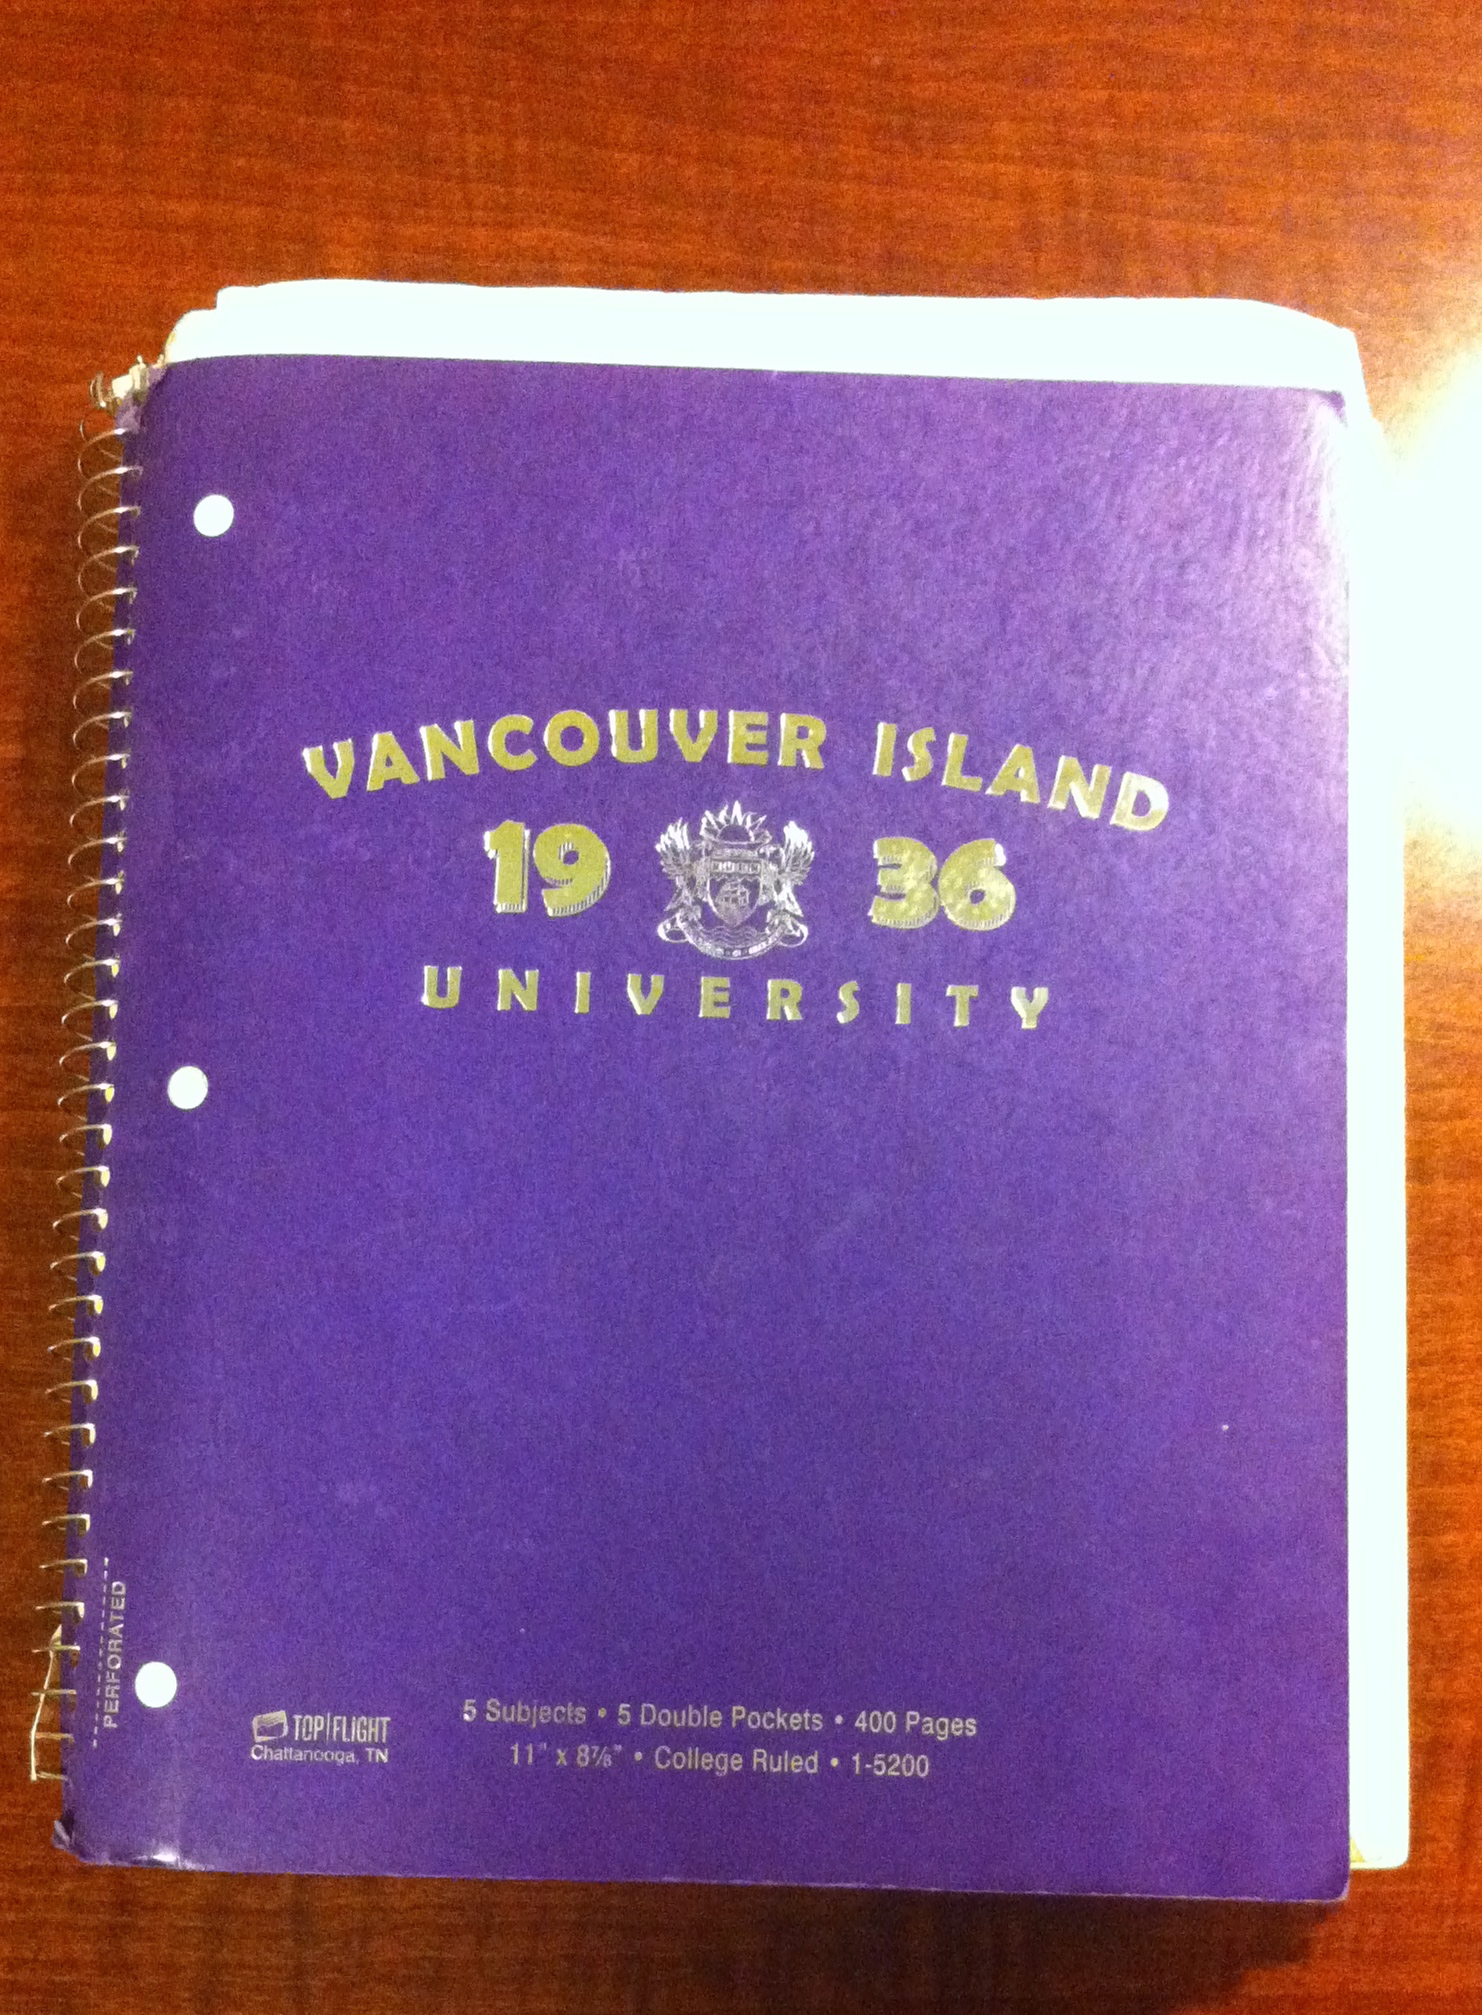 VANCOUVER ISLAND
19 36
UNIVERSITY
PERFORATED
TOP|FLIGHT
Chattanooga, TN
5 Subjects • 5 Double Pockets • 400 Pages
11" x 8⅞" • College Ruled • 1-5200